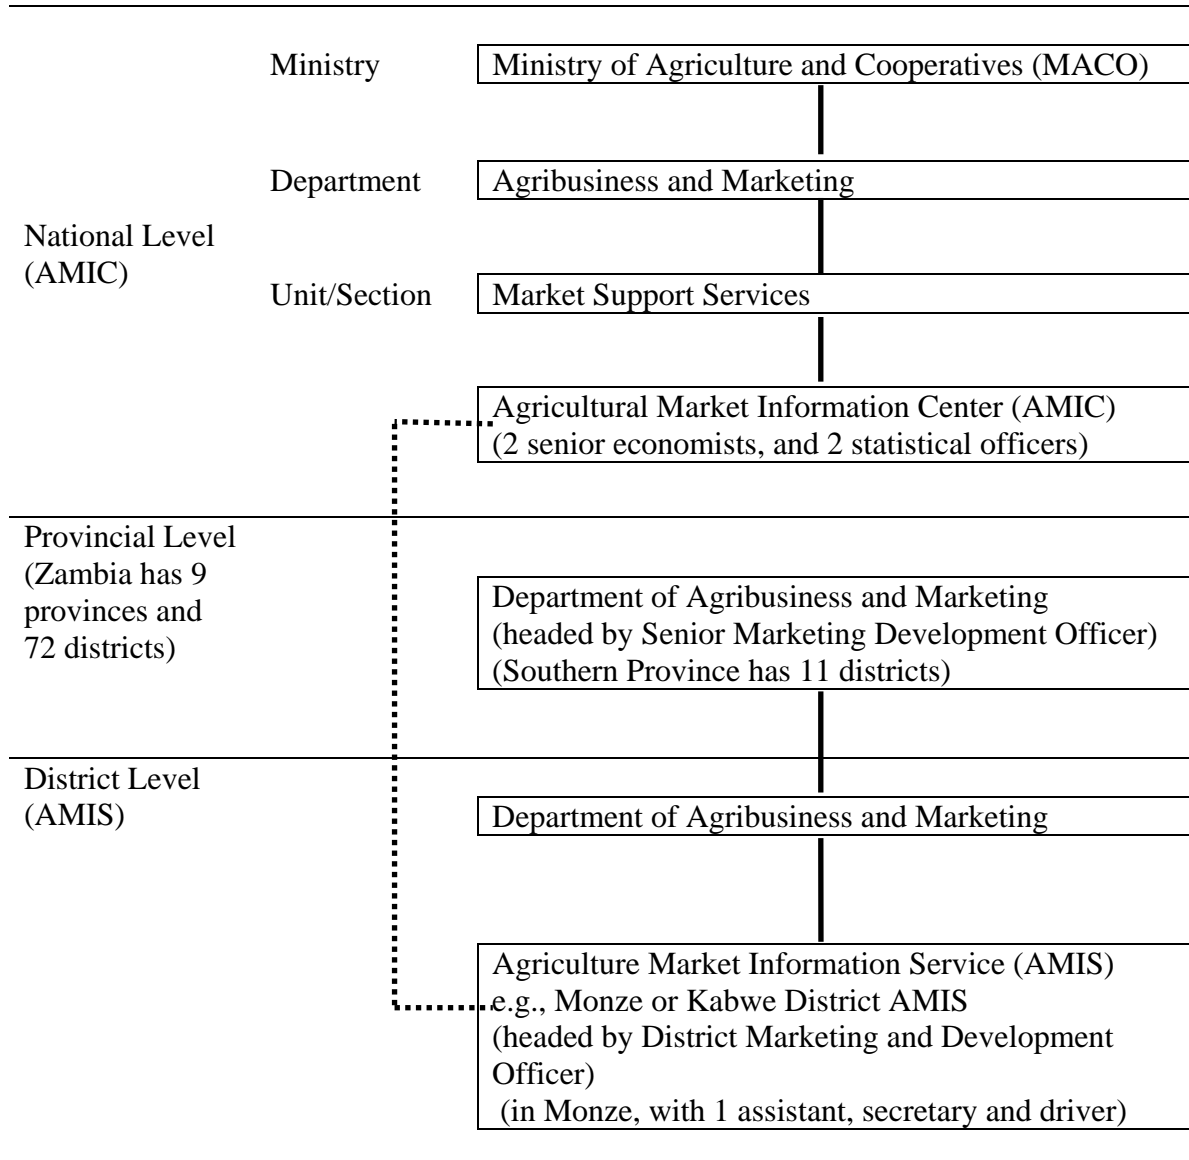 Ministry
Ministry of Agriculture and Cooperatives (MACO)
Department
Agribusiness and Marketing
National Level
(AMIC)
Unit/Section
Market Support Services
Agricultural Market Information Center (AMIC)
(2 senior economists, and 2 statistical officers)
Provincial Level
(Zambia has 9
provinces and
72 districts)
Department of Agribusiness and Marketing
(headed by Senior Marketing Development Officer)
(Southern Province has 11 districts)
District Level
(AMIS)
Department of Agribusiness and Marketing
Agriculture Market Information Service (AMIS)
e.g., Monze or Kabwe District AMIS
(headed by District Marketing and Development
Officer)
(in Monze, with 1 assistant, secretary and driver)